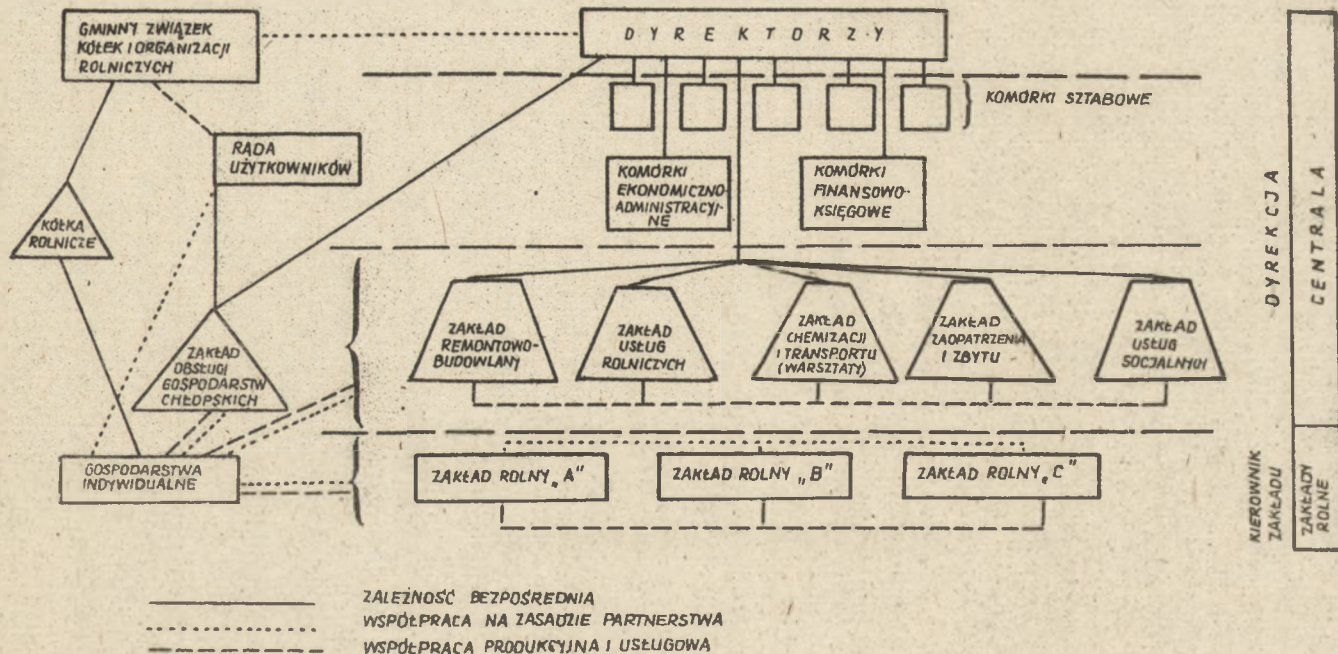 GMINNY ZWIĄZEK
KÓŁEK I ORGANIZACJI
ROLNICZYCH
DYREKTORZY
KOMÓRKI SZTABOWE
RADA
UŻYTKOWNIKÓW
KOMÓRKI
EKONOMICZNO-
ADMINISTRACYJ-
NE
KOMÓRKI
FINANSOWO-
KSIĘGOWE
KÓŁKA
ROLNICZE
ZAKŁAD
OBSŁUGI
GOSPODARSTW
CHŁOPSKICH
ZAKŁAD
REMONTOWO-
BUDOWLANY
ZAKŁAD
USŁUG
ROLNICZYCH
ZAKŁAD
CHEMIZACJI
I TRANSPORTU
(WARSZTATY)
ZAKŁAD
ZAOPATRZENIA
I ZBYTU
ZAKŁAD
USŁUG
SOCJALNYCH
GOSPODARSTWA
INDYWIDUALNE
ZAKŁAD ROLNY „A"
ZAKŁAD ROLNY „B"
ZAKŁAD ROLNY „C"
DYREKCJA
CENTRALA
KIEROWNIK
ZAKŁADU
ZAKŁADY
ROLNE
ZALEŻNOŚĆ BEZPOŚREDNIA
WSPÓŁPRACA NA ZASADZIE PARTNERSTWA
WSPÓŁPRACA PRODUKCYJNA I USŁUGOWA